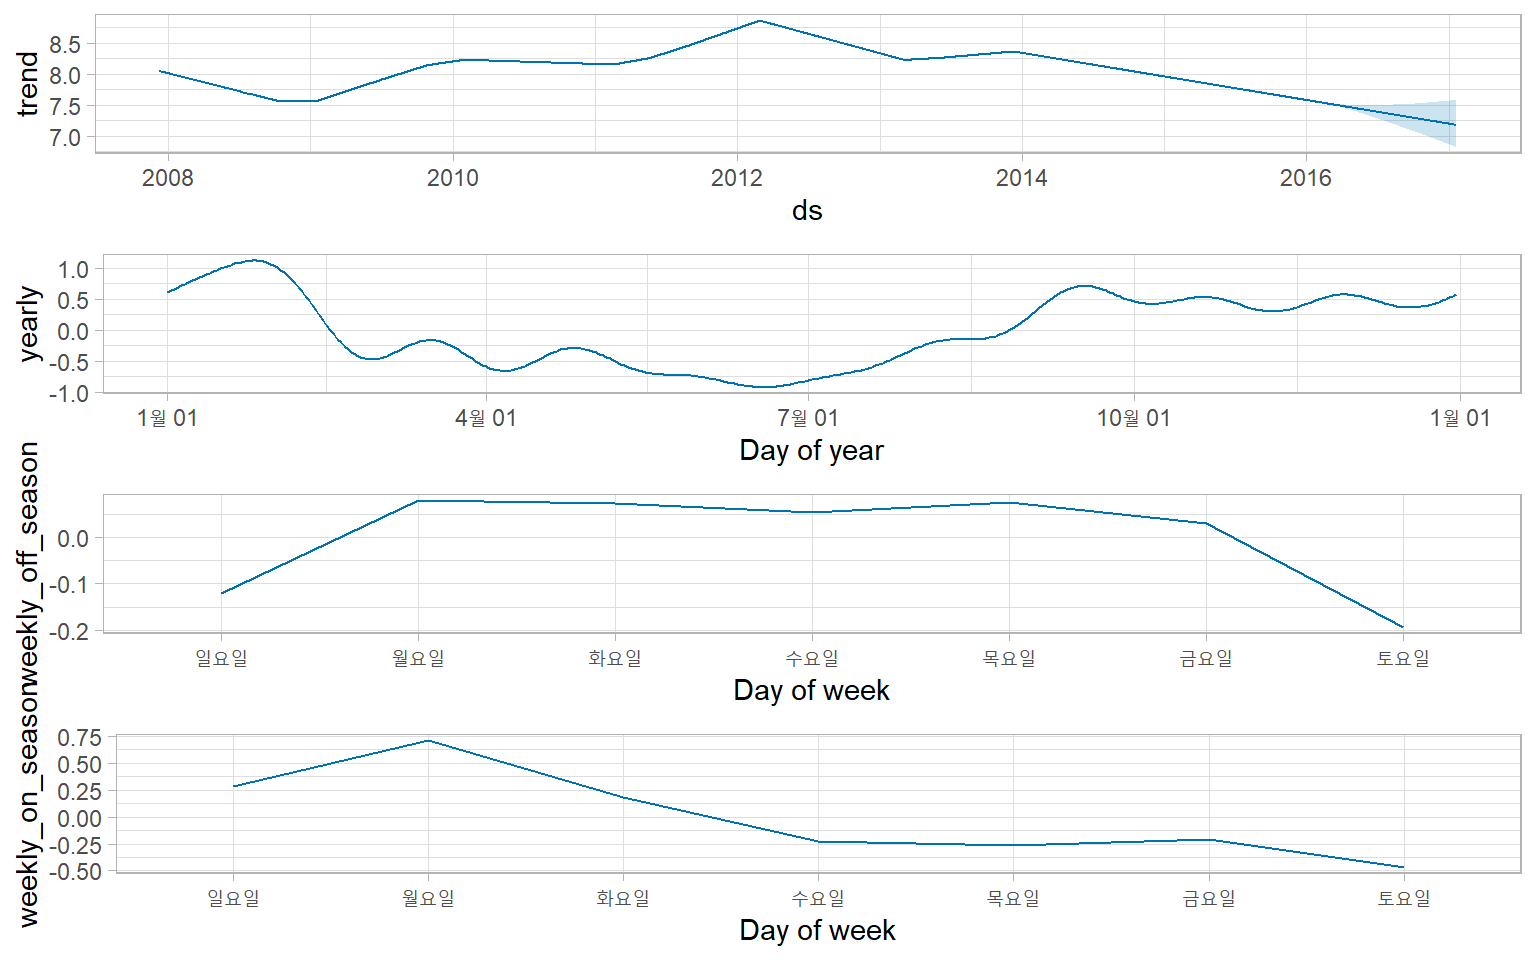 trend
8.5
8.0
7.5
7.0
2008 2010 2012 2014 2016
ds
yearly
1.0
0.5
0.0
-0.5
-1.0
1월 01 4월 01 7월 01 10월 01 1월 01
Day of year
weekly_off_season
0.0
-0.1
-0.2
일요일 월요일 화요일 수요일 목요일 금요일 토요일
Day of week
weekly_on_season
0.75
0.50
0.25
0.00
-0.25
-0.50
일요일 월요일 화요일 수요일 목요일 금요일 토요일
Day of week